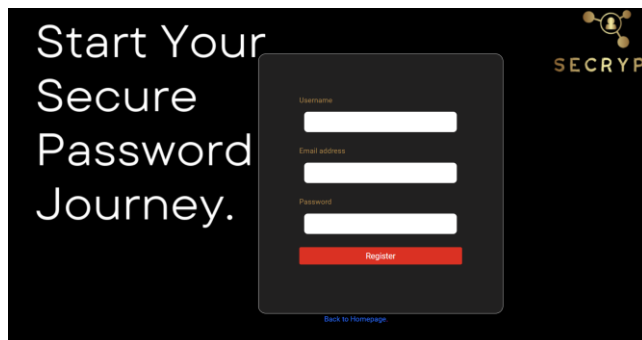 Start Your
Secure
Password
Journey.
SECRYP
Username
Email address
Password
Register
Back to Homepage.